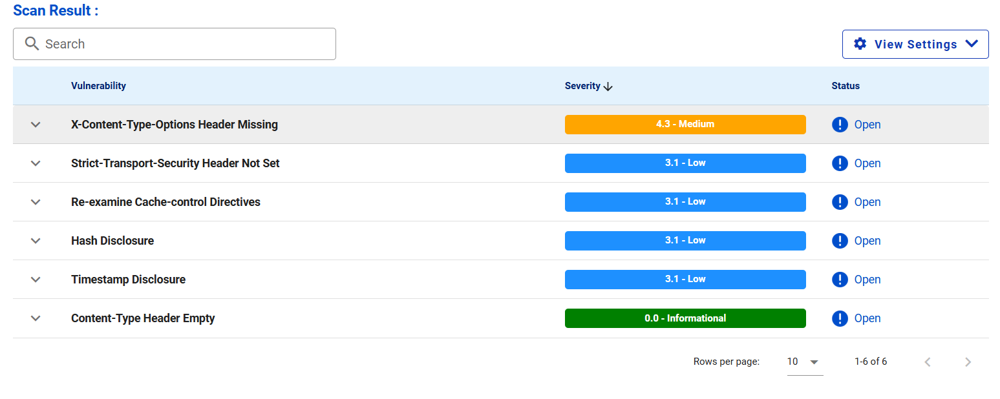 Scan Result :
Search
View Settings
Vulnerability Severity Status
X-Content-Type-Options Header Missing 4.3 - Medium Open
Strict-Transport-Security Header Not Set 3.1 - Low Open
Re-examine Cache-control Directives 3.1 - Low Open
Hash Disclosure 3.1 - Low Open
Timestamp Disclosure 3.1 - Low Open
Content-Type Header Empty 0.0 - Informational Open
Rows per page: 10 1-6 of 6